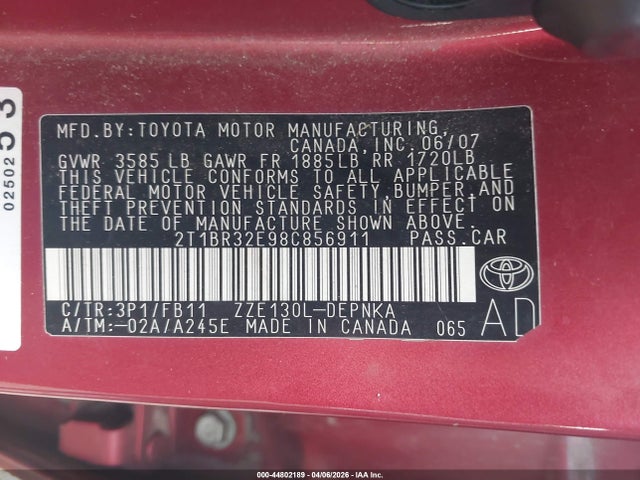 MFD.BY:TOYOTA MOTOR MANUFACTURING,
CANADA, INC. 06/07
GVWR 3585LB GAWR FR 1885LB RR 1720LB
THIS VEHICLE CONFORMS TO ALL APPLICABLE
FEDERAL MOTOR VEHICLE SAFETY,BUMPER,AND
THEFT PREVENTION STANDARDS IN EFFECT ON
THE DATE OF MANUFACTURE SHOWN ABOVE.
2T1BR32E98C856911 PASS.CAR
C/TR:3P1/FB11 ZZE130L-DEPNKA
A/TM:-02A/A245E MADE IN CANADA 065
AD
02502
53
000-44802189 - 04/06/2026 - IAAPP, Inc.